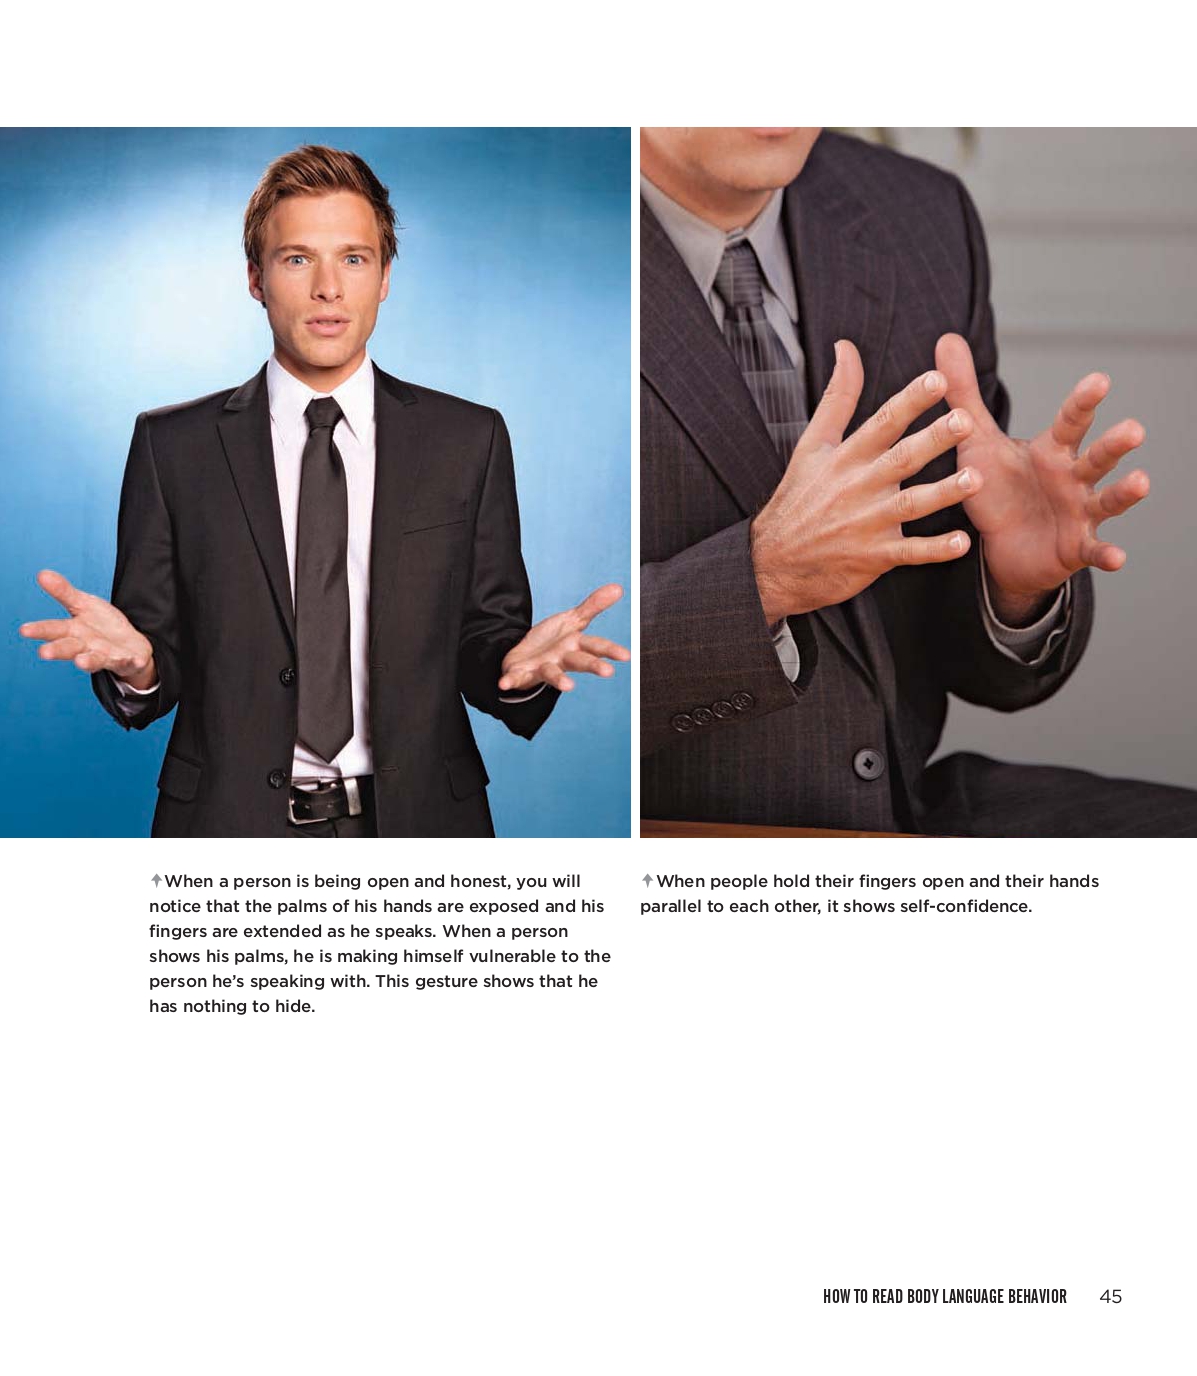 When a person is being open and honest, you will
notice that the palms of his hands are exposed and his
fingers are extended as he speaks. When a person
shows his palms, he is making himself vulnerable to the
person he’s speaking with. This gesture shows that he
has nothing to hide.
When people hold their fingers open and their hands
parallel to each other, it shows self-confidence.
HOW TO READ BODY LANGUAGE BEHAVIOR 45